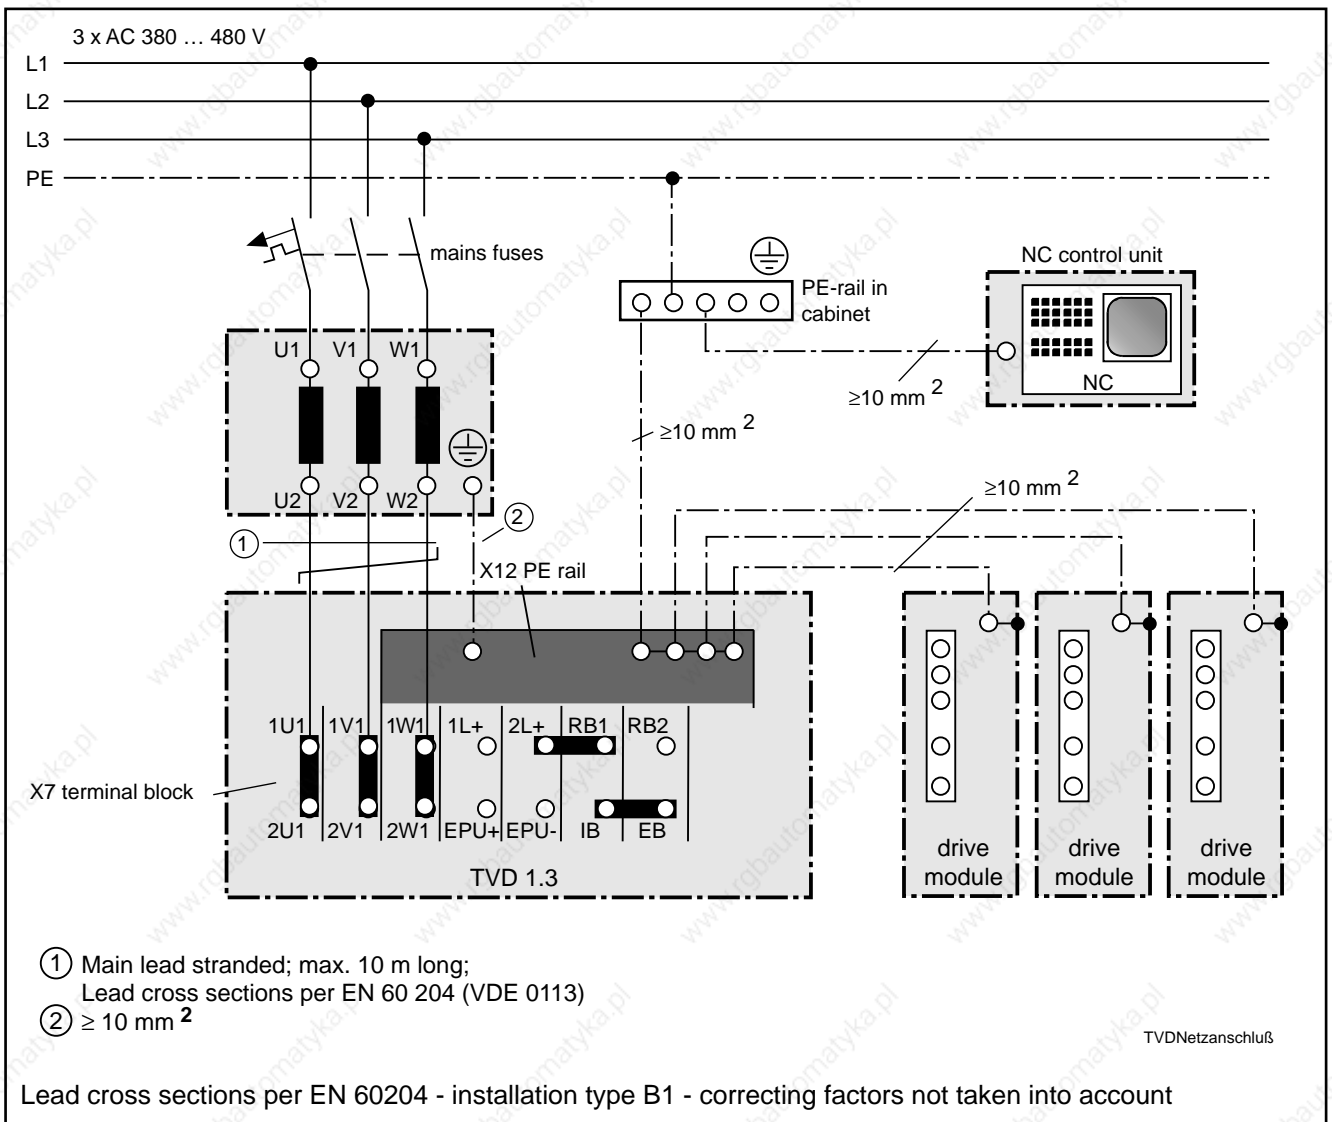 3 x AC 380 … 480 V
L1
L2
L3
PE
mains fuses
PE-rail in
cabinet
NC control unit
NC
U1 V1 W1
U2 V2 W2
≥10 mm 2
≥10 mm 2
≥10 mm 2
1
2
X12 PE rail
1U1 1V1 1W1 1L+ 2L+ RB1 RB2
X7 terminal block
2U1 2V1 2W1 EPU+ EPU- IB EB
TVD 1.3
drive
module
drive
module
drive
module
1 Main lead stranded; max. 10 m long;
Lead cross sections per EN 60 204 (VDE 0113)
2 ≥ 10 mm 2
TVDNetzanschluß
Lead cross sections per EN 60204 - installation type B1 - correcting factors not taken into account
www.rgbautomatyka.pl